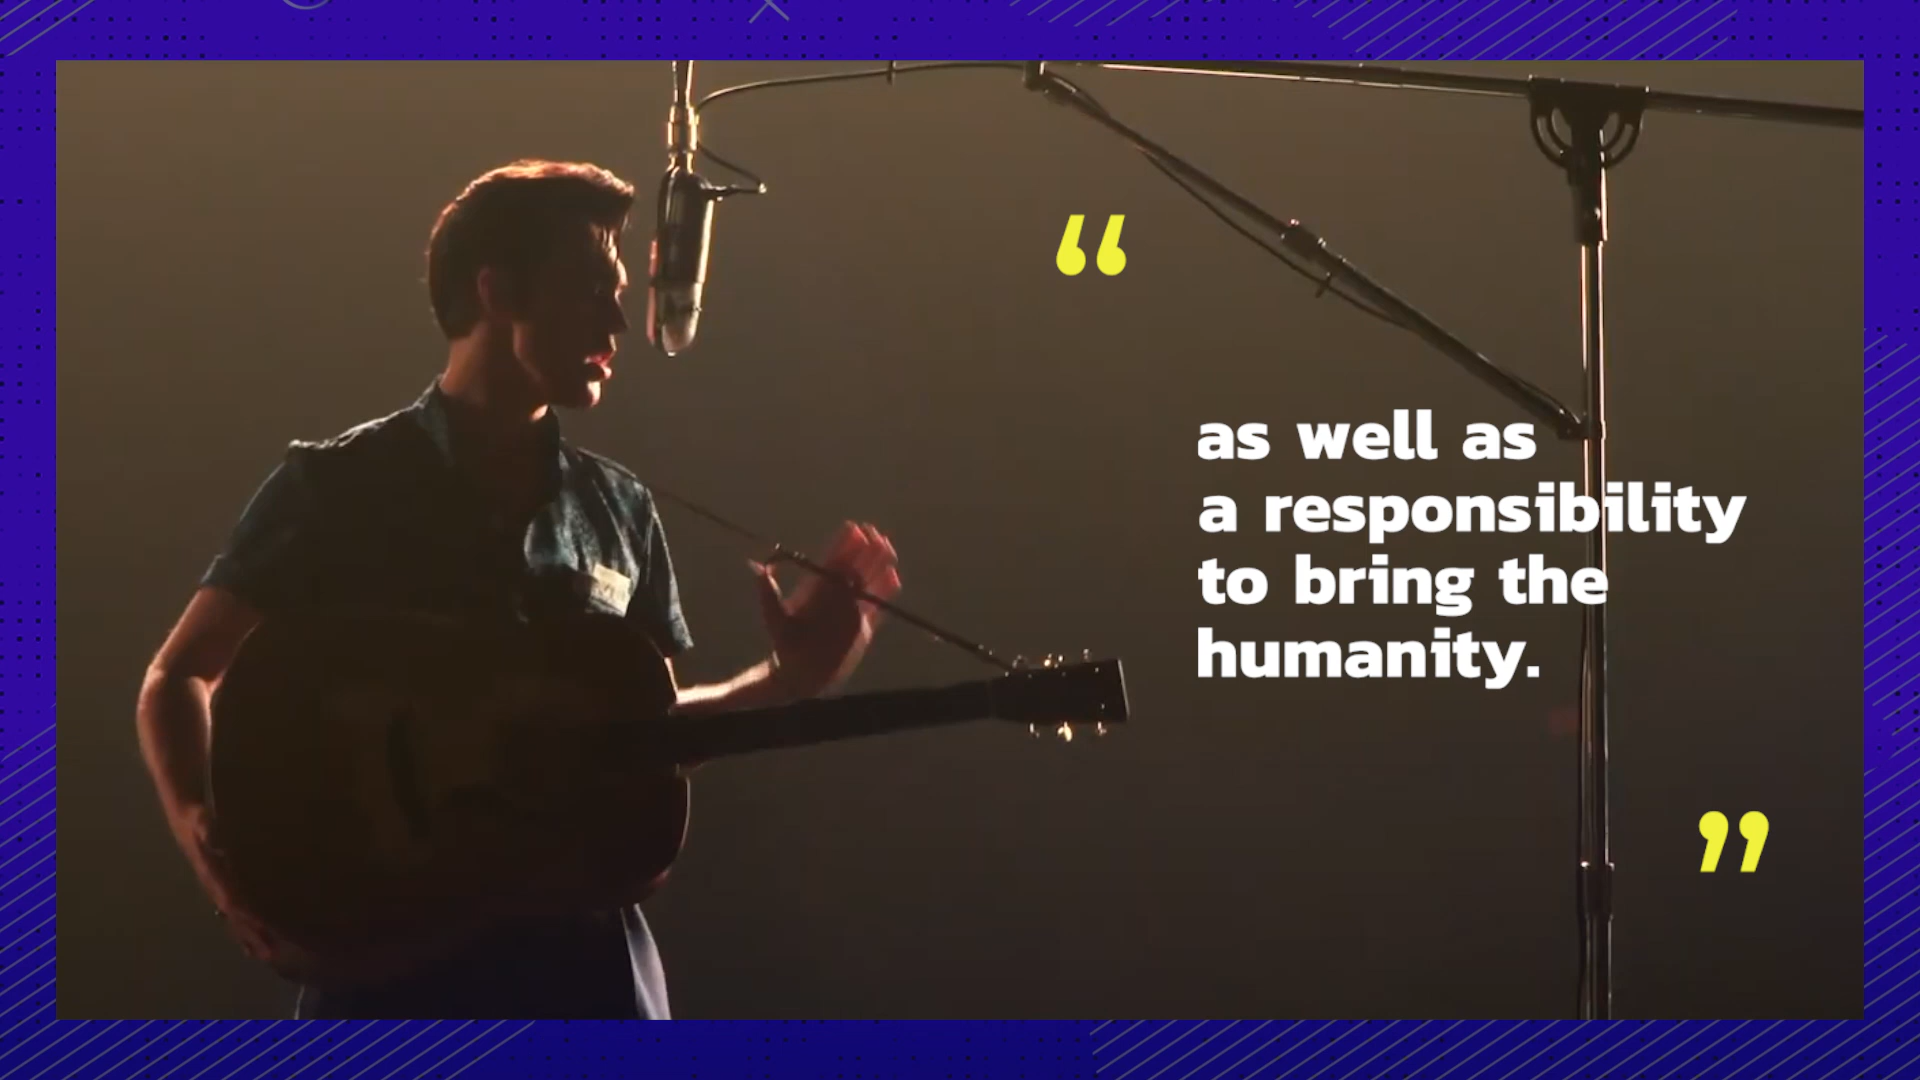 “
as well as
a responsibility
to bring the
humanity.
”